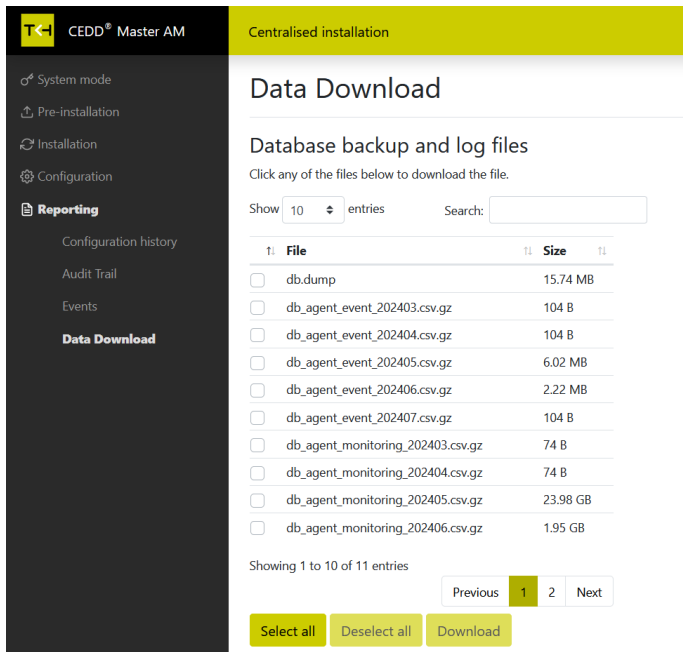 TKH CEDD® Master AM
Centralised installation
System mode
Pre-installation
Installation
Configuration
Reporting
Configuration history
Audit Trail
Events
Data Download
Data Download
Database backup and log files
Click any of the files below to download the file.
Show 10 entries Search:
File Size
db.dump 15.74 MB
db_agent_event_202403.csv.gz 104 B
db_agent_event_202404.csv.gz 104 B
db_agent_event_202405.csv.gz 6.02 MB
db_agent_event_202406.csv.gz 2.22 MB
db_agent_event_202407.csv.gz 104 B
db_agent_monitoring_202403.csv.gz 74 B
db_agent_monitoring_202404.csv.gz 74 B
db_agent_monitoring_202405.csv.gz 23.98 GB
db_agent_monitoring_202406.csv.gz 1.95 GB
Showing 1 to 10 of 11 entries
Previous 1 2 Next
Select all Deselect all Download